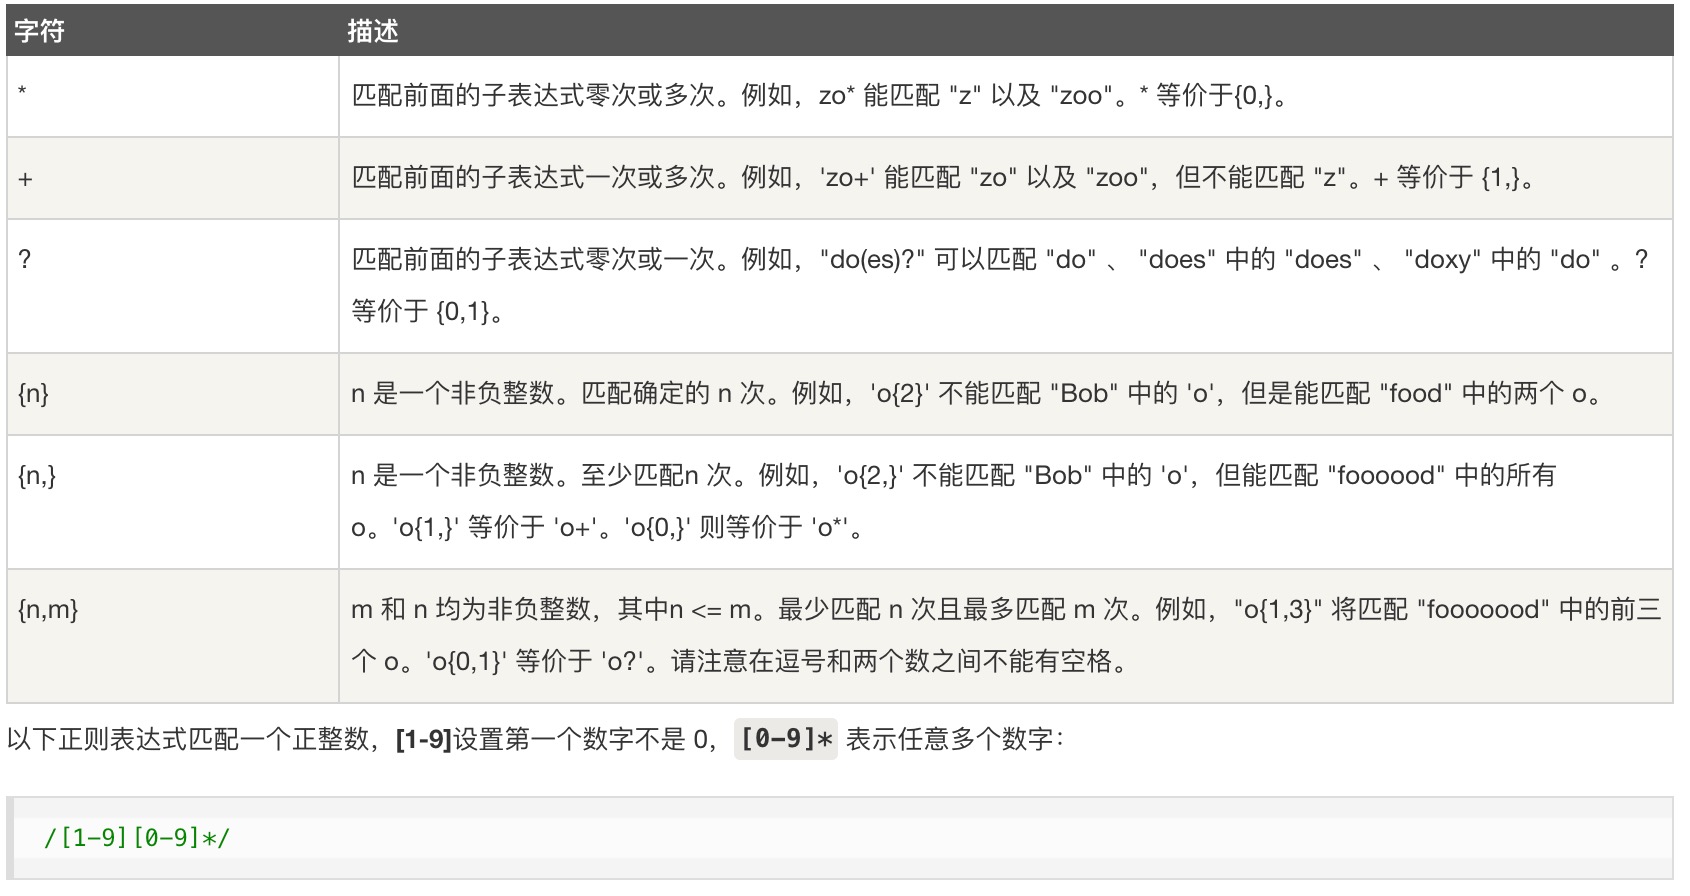 字符 描述
* 匹配前面的子表达式零次或多次。例如，zo* 能匹配 "z" 以及 "zoo"。* 等价于{0,}。
+ 匹配前面的子表达式一次或多次。例如，'zo+' 能匹配 "zo" 以及 "zoo"，但不能匹配 "z"。+ 等价于 {1,}。
? 匹配前面的子表达式零次或一次。例如，"do(es)?" 可以匹配 "do" 、 "does" 中的 "does" 、 "doxy" 中的 "do" 。?
等价于 {0,1}。
{n} n 是一个非负整数。匹配确定的 n 次。例如，'o{2}' 不能匹配 "Bob" 中的 'o'，但是能匹配 "food" 中的两个 o。
{n,} n 是一个非负整数。至少匹配n 次。例如，'o{2,}' 不能匹配 "Bob" 中的 'o'，但能匹配 "foooood" 中的所有
o。'o{1,}' 等价于 'o+'。'o{0,}' 则等价于 'o*'。
{n,m} m 和 n 均为非负整数，其中n <= m。最少匹配 n 次且最多匹配 m 次。例如，"o{1,3}" 将匹配 "fooooood" 中的前三
个 o。'o{0,1}' 等价于 'o?'。请注意在逗号和两个数之间不能有空格。
以下正则表达式匹配一个正整数，[1-9]设置第一个数字不是 0，[0-9]* 表示任意多个数字：
/[1-9][0-9]*/